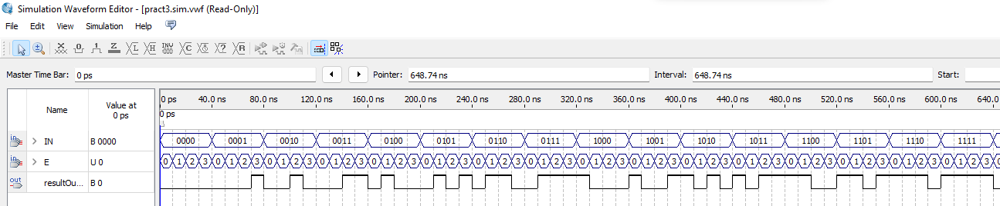 Simulation Waveform Editor - [pract3.sim.vwf (Read-Only)]
File Edit View Simulation Help
Master Time Bar: 0 ps Pointer: 648.74 ns Interval: 648.74 ns Start:
Name Value at 0 ps
0 ps 40.0 ns 80.0 ns 120.0 ns 160.0 ns 200.0 ns 240.0 ns 280.0 ns 320.0 ns 360.0 ns 400.0 ns 440.0 ns 480.0 ns 520.0 ns 560.0 ns 600.0 ns 640.0
0 ps
IN B 0000 0000 0001 0010 0011 0100 0101 0110 0111 1000 1001 1010 1011 1100 1101 1110 1111
E U 0 0 1 2 3 0 1 2 3 0 1 2 3 0 1 2 3 0 1 2 3 0 1 2 3 0 1 2 3 0 1 2 3 0 1 2 3 0 1 2 3 0 1 2 3 0 1 2 3 0 1 2 3 0 1 2 3 0 1 2 3 0 1 2 3
resultOu... B 0